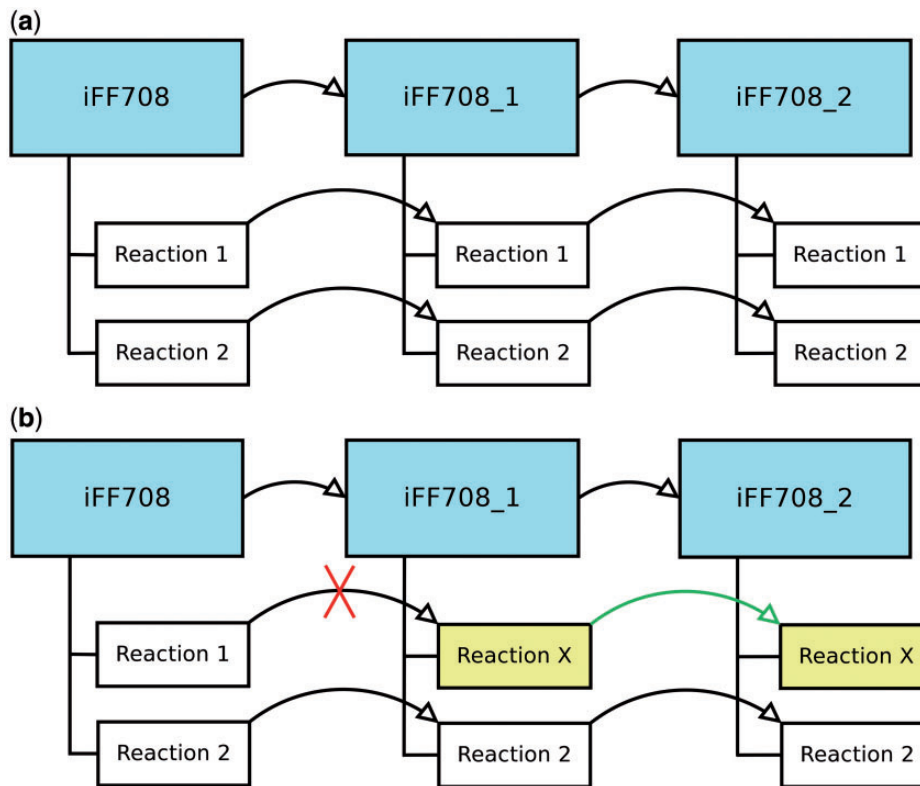 (a)
iFF708
iFF708_1
iFF708_2
Reaction 1
Reaction 1
Reaction 1
Reaction 2
Reaction 2
Reaction 2
(b)
iFF708
iFF708_1
iFF708_2
Reaction 1
Reaction X
Reaction X
Reaction 2
Reaction 2
Reaction 2